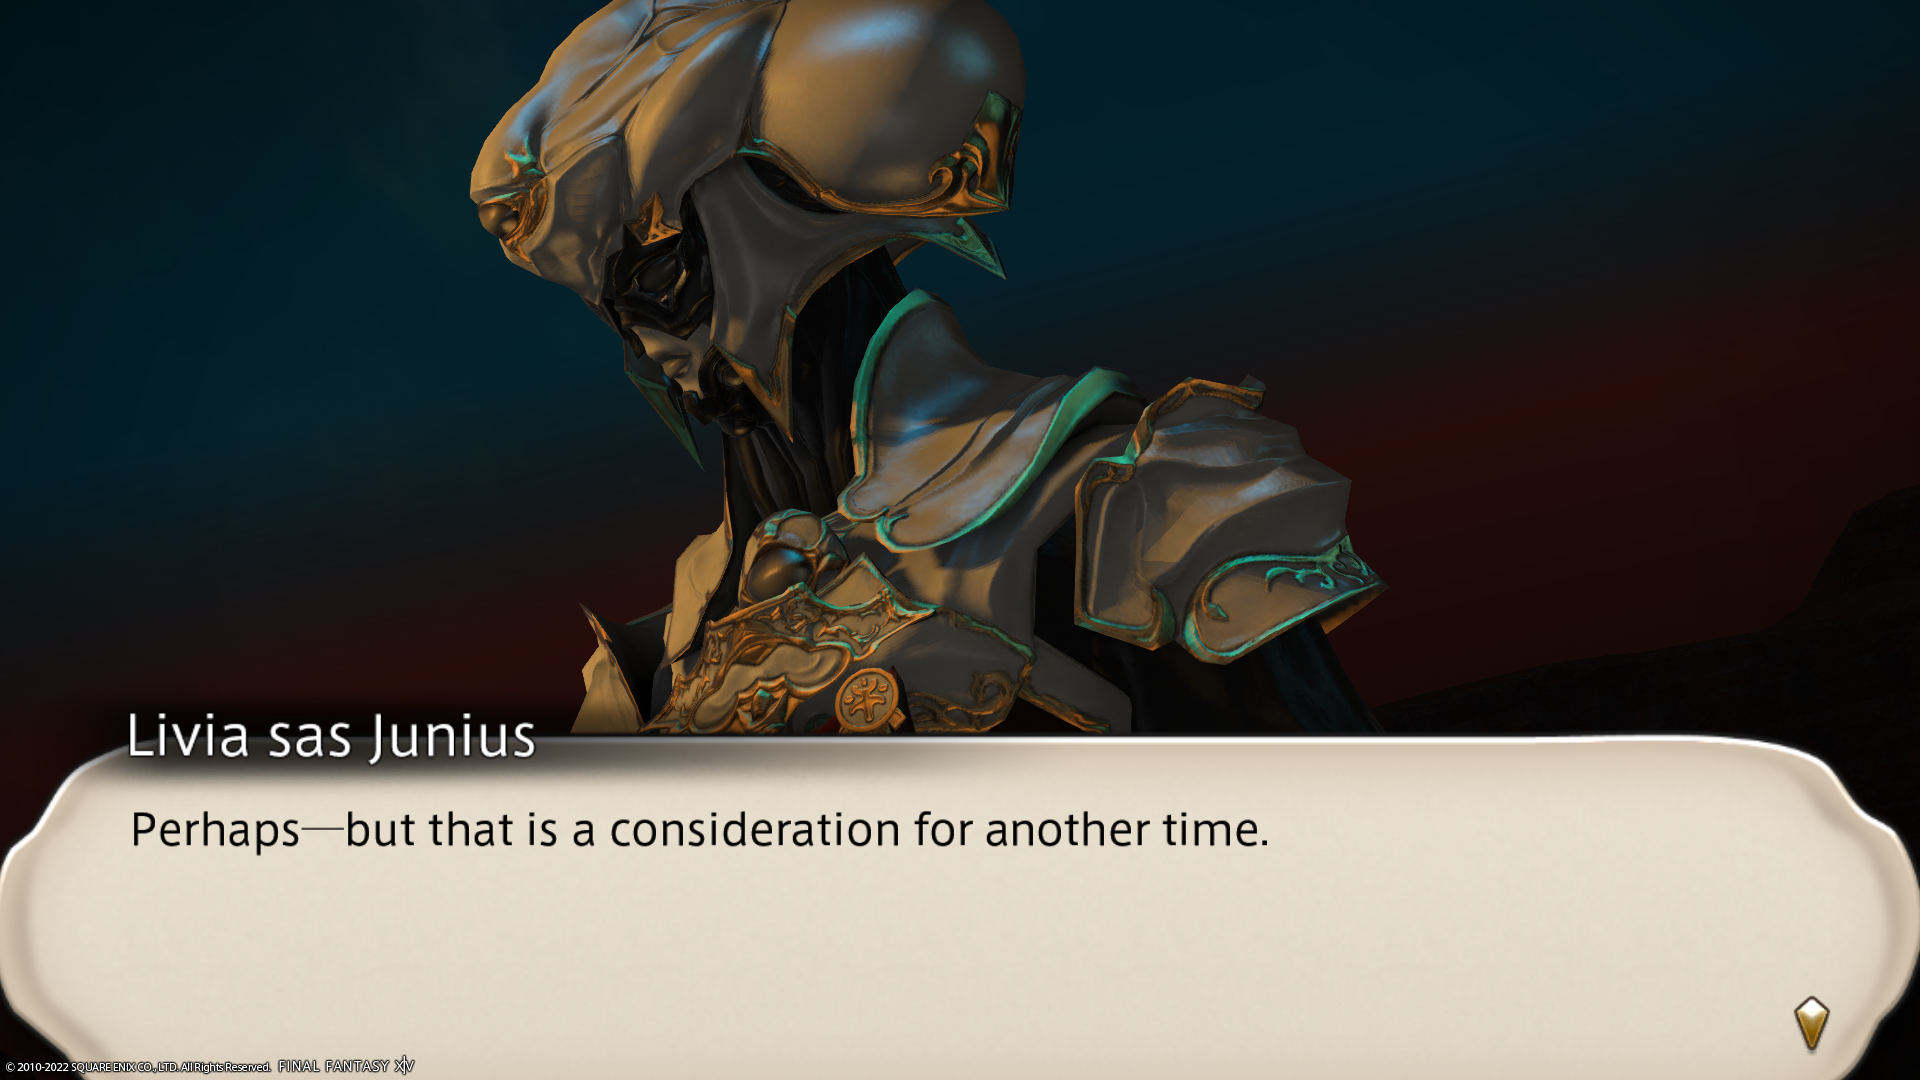 Livia sas Junius
Perhaps—but that is a consideration for another time.
© 2010-2022 SQUARE ENIX CO., LTD. All Rights Reserved. FINAL FANTASY XIV